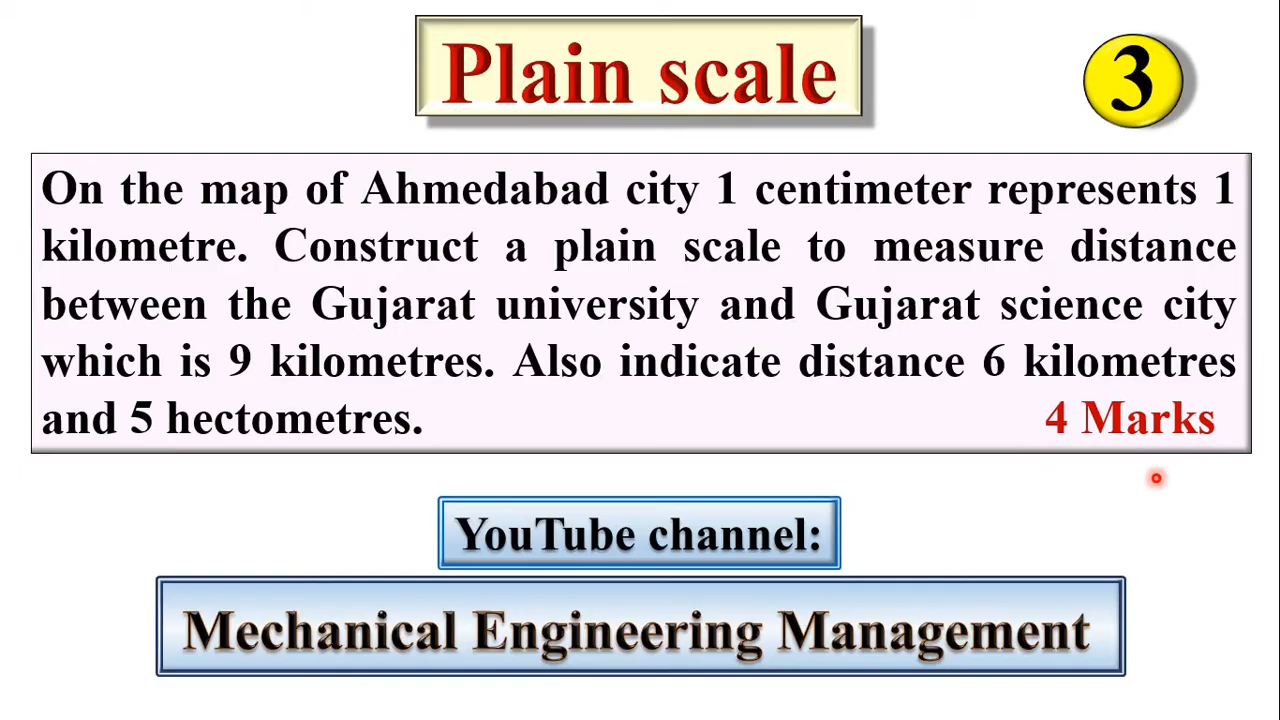 Plain scale
3
On the map of Ahmedabad city 1 centimeter represents 1
kilometre. Construct a plain scale to measure distance
between the Gujarat university and Gujarat science city
which is 9 kilometres. Also indicate distance 6 kilometres
and 5 hectometres. 4 Marks
YouTube channel:
Mechanical Engineering Management